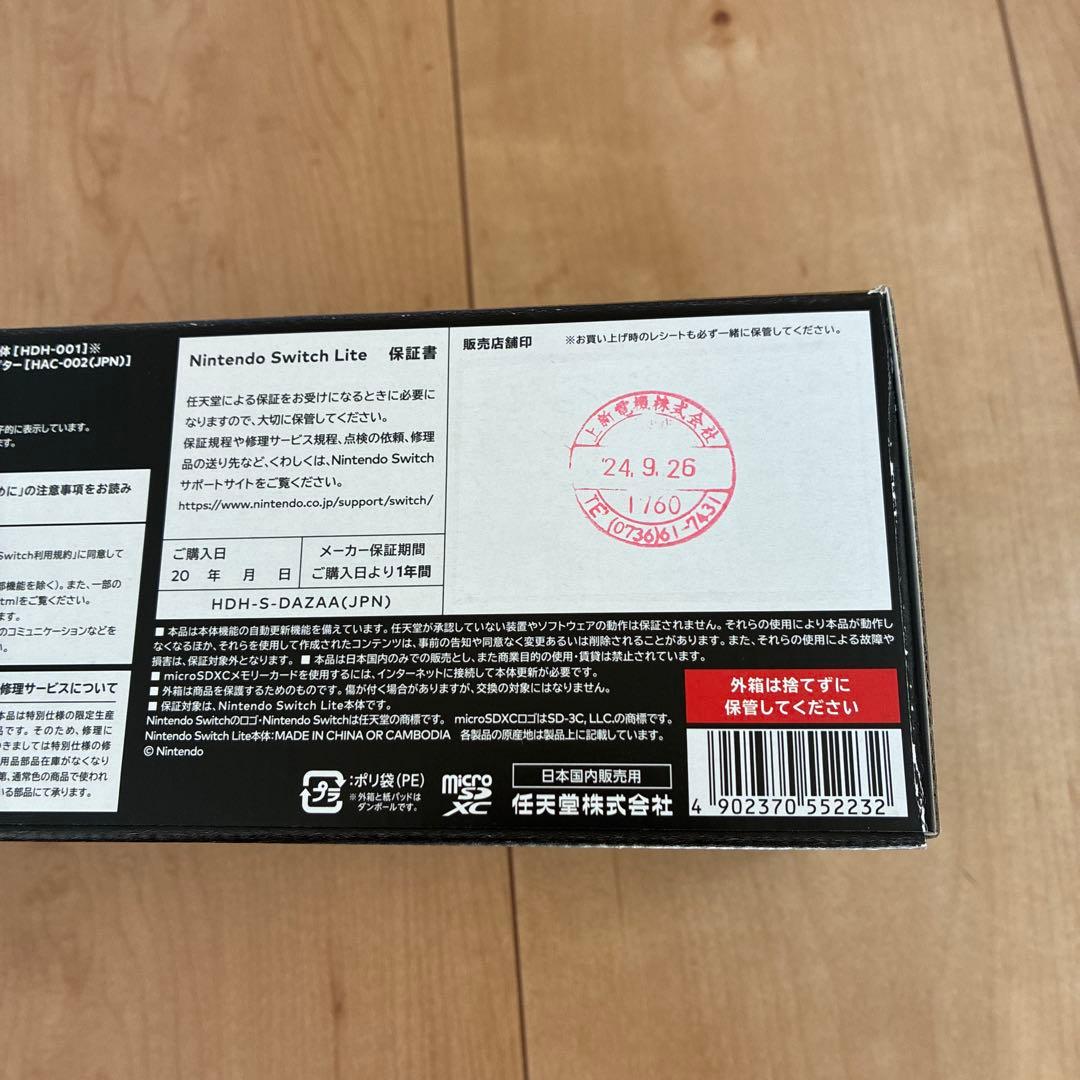 体[HDH-001]※
ター[HAC-002(JPN)]
的に表示しています。
ます。
めに」の注意事項をお読み
Switch利用規約」に同意して
機能を除く)。また、一部の
tmlをご覧ください。
ます。
のコミュニケーションなどを
修理サービスについて
本品は特別仕様の限定生産
品です。そのため、修理に
つきましては特別仕様の修
用品部品在庫がなくなり
第、通常色の商品で使われ
いる部品にて承ります。
Nintendo Switch Lite 保証書
任天堂による保証をお受けになるときに必要に
なりますので、大切に保管してください。
保証規程や修理サービス規程、点検の依頼、修理
品の送り先など、くわしくは、Nintendo Switch
サポートサイトをご覧ください。
https://www.nintendo.co.jp/support/switch/
ご購入日
20 年 月 日
メーカー保証期間
ご購入日より1年間
HDH-S-DAZAA(JPN)
販売店舗印 ※お買い上げ時のレシートも必ず一緒に保管してください。
上新電機株式会社
'24.9.26
1760
TEL(0736)61-7431
■本品は本体機能の自動更新機能を備えています。任天堂が承認していない装置やソフトウェアの動作は保証されません。それらの使用により本品が動作し
なくなるほか、それらを使用して作成されたコンテンツは、事前の告知や同意なく変更あるいは削除されることがあります。また、それらの使用による故障や
損害は、保証対象外となります。■本品は日本国内のみでの販売とし、また商業目的の使用・賃貸は禁止されています。
■microSDXCメモリーカードを使用するには、インターネットに接続して本体更新が必要です。
■外箱は商品を保護するためのものです。傷が付く場合がありますが、交換の対象にはなりません。
■保証対象は、Nintendo Switch Lite本体です。
Nintendo Switchのロゴ・Nintendo Switchは任天堂の商標です。 microSDXCロゴはSD-3C, LLC.の商標です。
Nintendo Switch Lite本体:MADE IN CHINA OR CAMBODIA 各製品の原産地は製品上に記載しています。
© Nintendo
外箱は捨てずに
保管してください
プラ
:ポリ袋(PE)
※外箱と紙パッドは
ダンボールです。
micro
SD
XC
日本国内販売用
任天堂株式会社
4 902370 552232